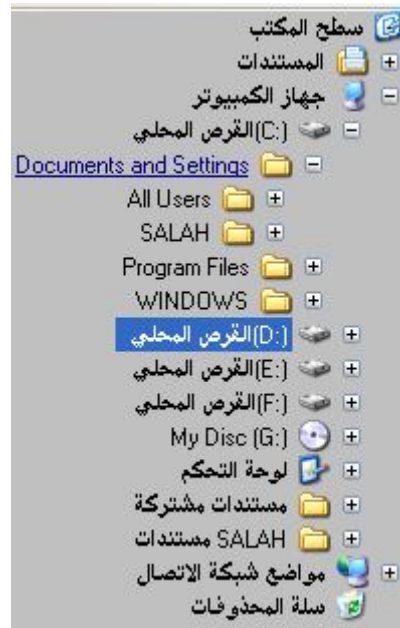 سطح المكتب
المستندات
جهاز الكمبيوتر
القرص المحلي(C:)
Documents and Settings
All Users
SALAH
Program Files
WINDOWS
القرص المحلي(D:)
القرص المحلي(E:)
القرص المحلي(F:)
My Disc (G:)
لوحة التحكم
مستندات مشتركة
مستندات SALAH
مواضع شبكة الاتصال
سلة المحذوفات